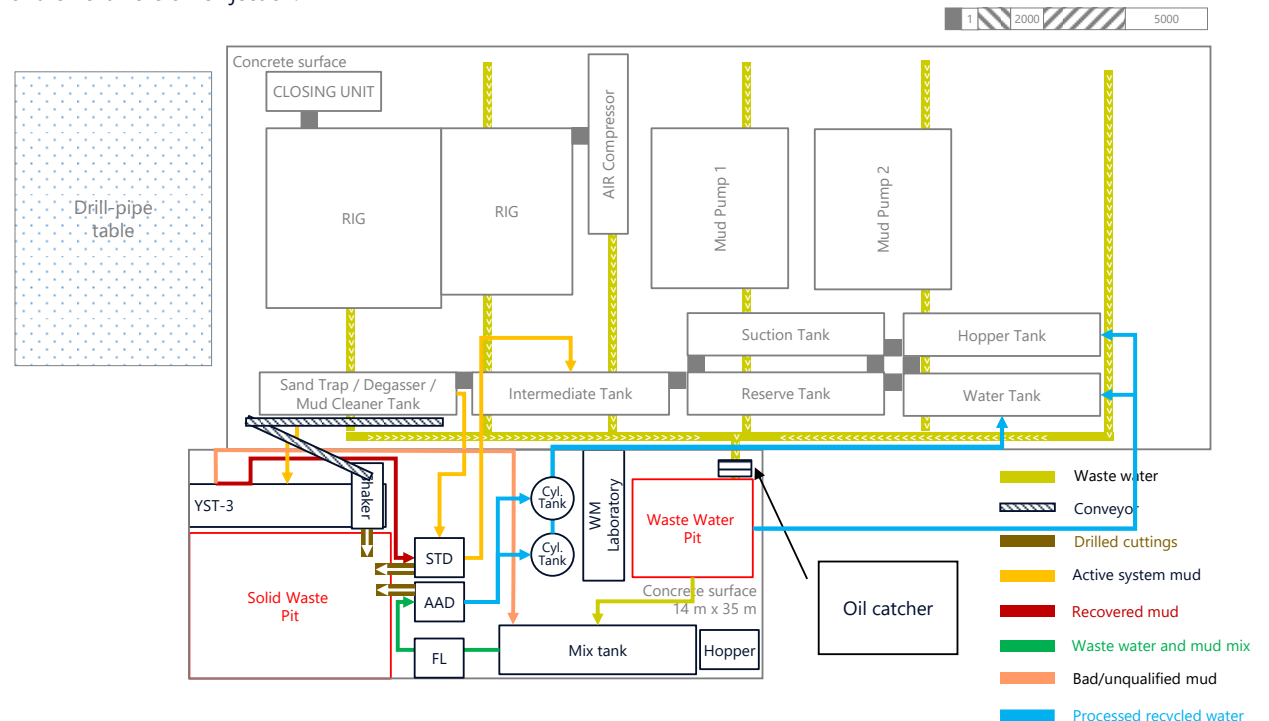 1
2000
5000
Concrete surface
CLOSING UNIT
AIR Compressor
Drill-pipe
table
RIG
RIG
Mud Pump 1
Mud Pump 2
Suction Tank
Hopper Tank
Sand Trap / Degasser /
Mud Cleaner Tank
Intermediate Tank
Reserve Tank
Water Tank
YST-3
haker
Cyl.
Tank
Cyl.
Tank
WM
Laboratory
Waste Water
Pit
STD
AAD
FL
Solid Waste
Pit
Concrete surface
14 m x 35 m
Mix tank
Hopper
Oil catcher
Waste water
Conveyor
Drilled cuttings
Active system mud
Recovered mud
Waste water and mud mix
Bad/unqualified mud
Processed recycled water